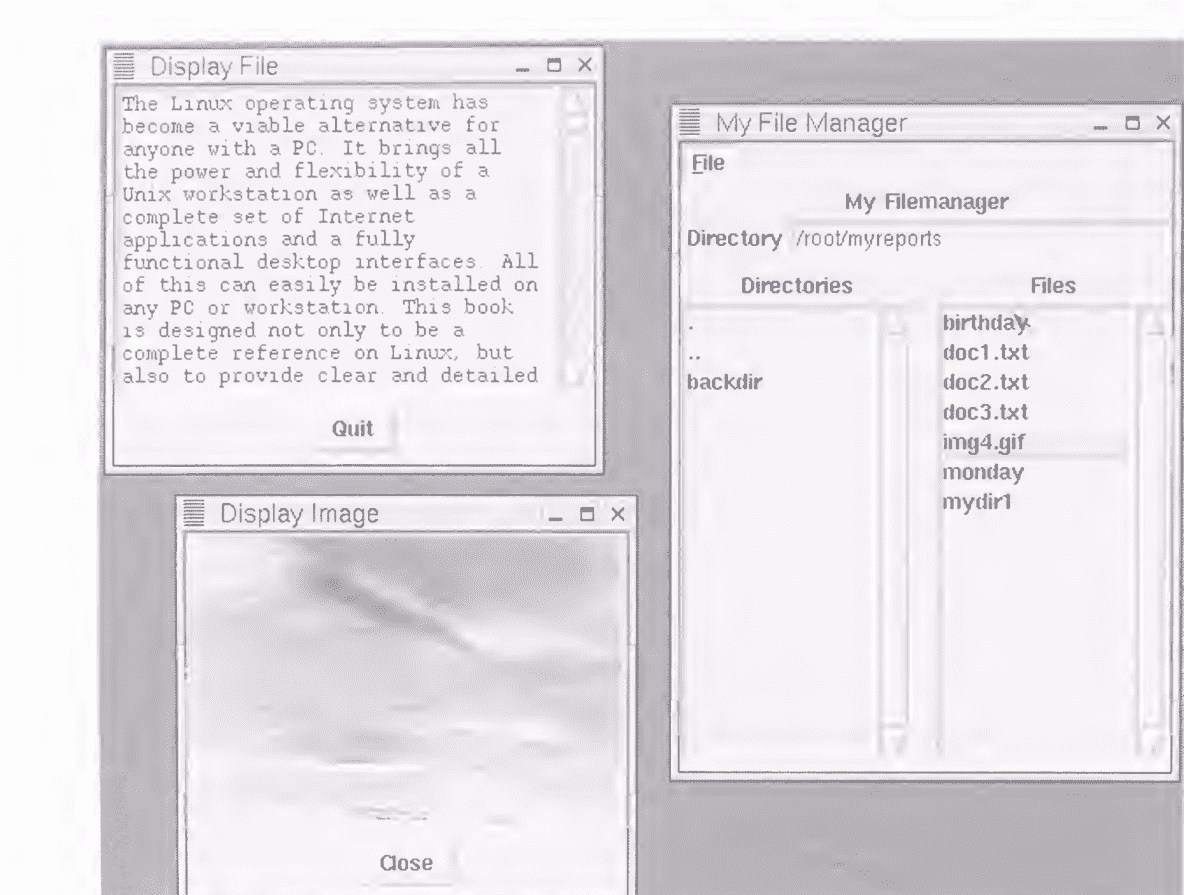 Display File
The Linux operating system has
become a viable alternative for
anyone with a PC. It brings all
the power and flexibility of a
Unix workstation as well as a
complete set of Internet
applications and a fully
functional desktop interfaces. All
of this can easily be installed on
any PC or workstation. This book
is designed not only to be a
complete reference on Linux, but
also to provide clear and detailed
Quit
Display Image
Close
My File Manager
File
My Filemanager
Directory /root/myreports
Directories
.
..
backdir
Files
birthday
doc1.txt
doc2.txt
doc3.txt
img4.gif
monday
mydir1